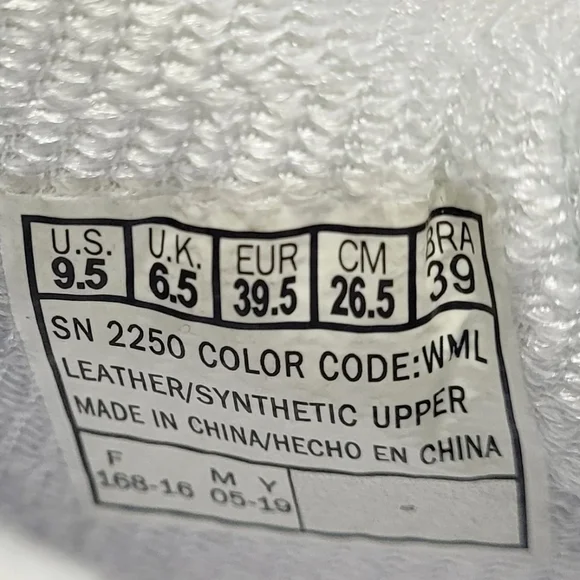 U.S. U.K. EUR CM BRA
9.5 6.5 39.5 26.5 39
SN 2250 COLOR CODE:WML
LEATHER/SYNTHETIC UPPER
MADE IN CHINA/HECHO EN CHINA
F M Y
168-16 05-19 -